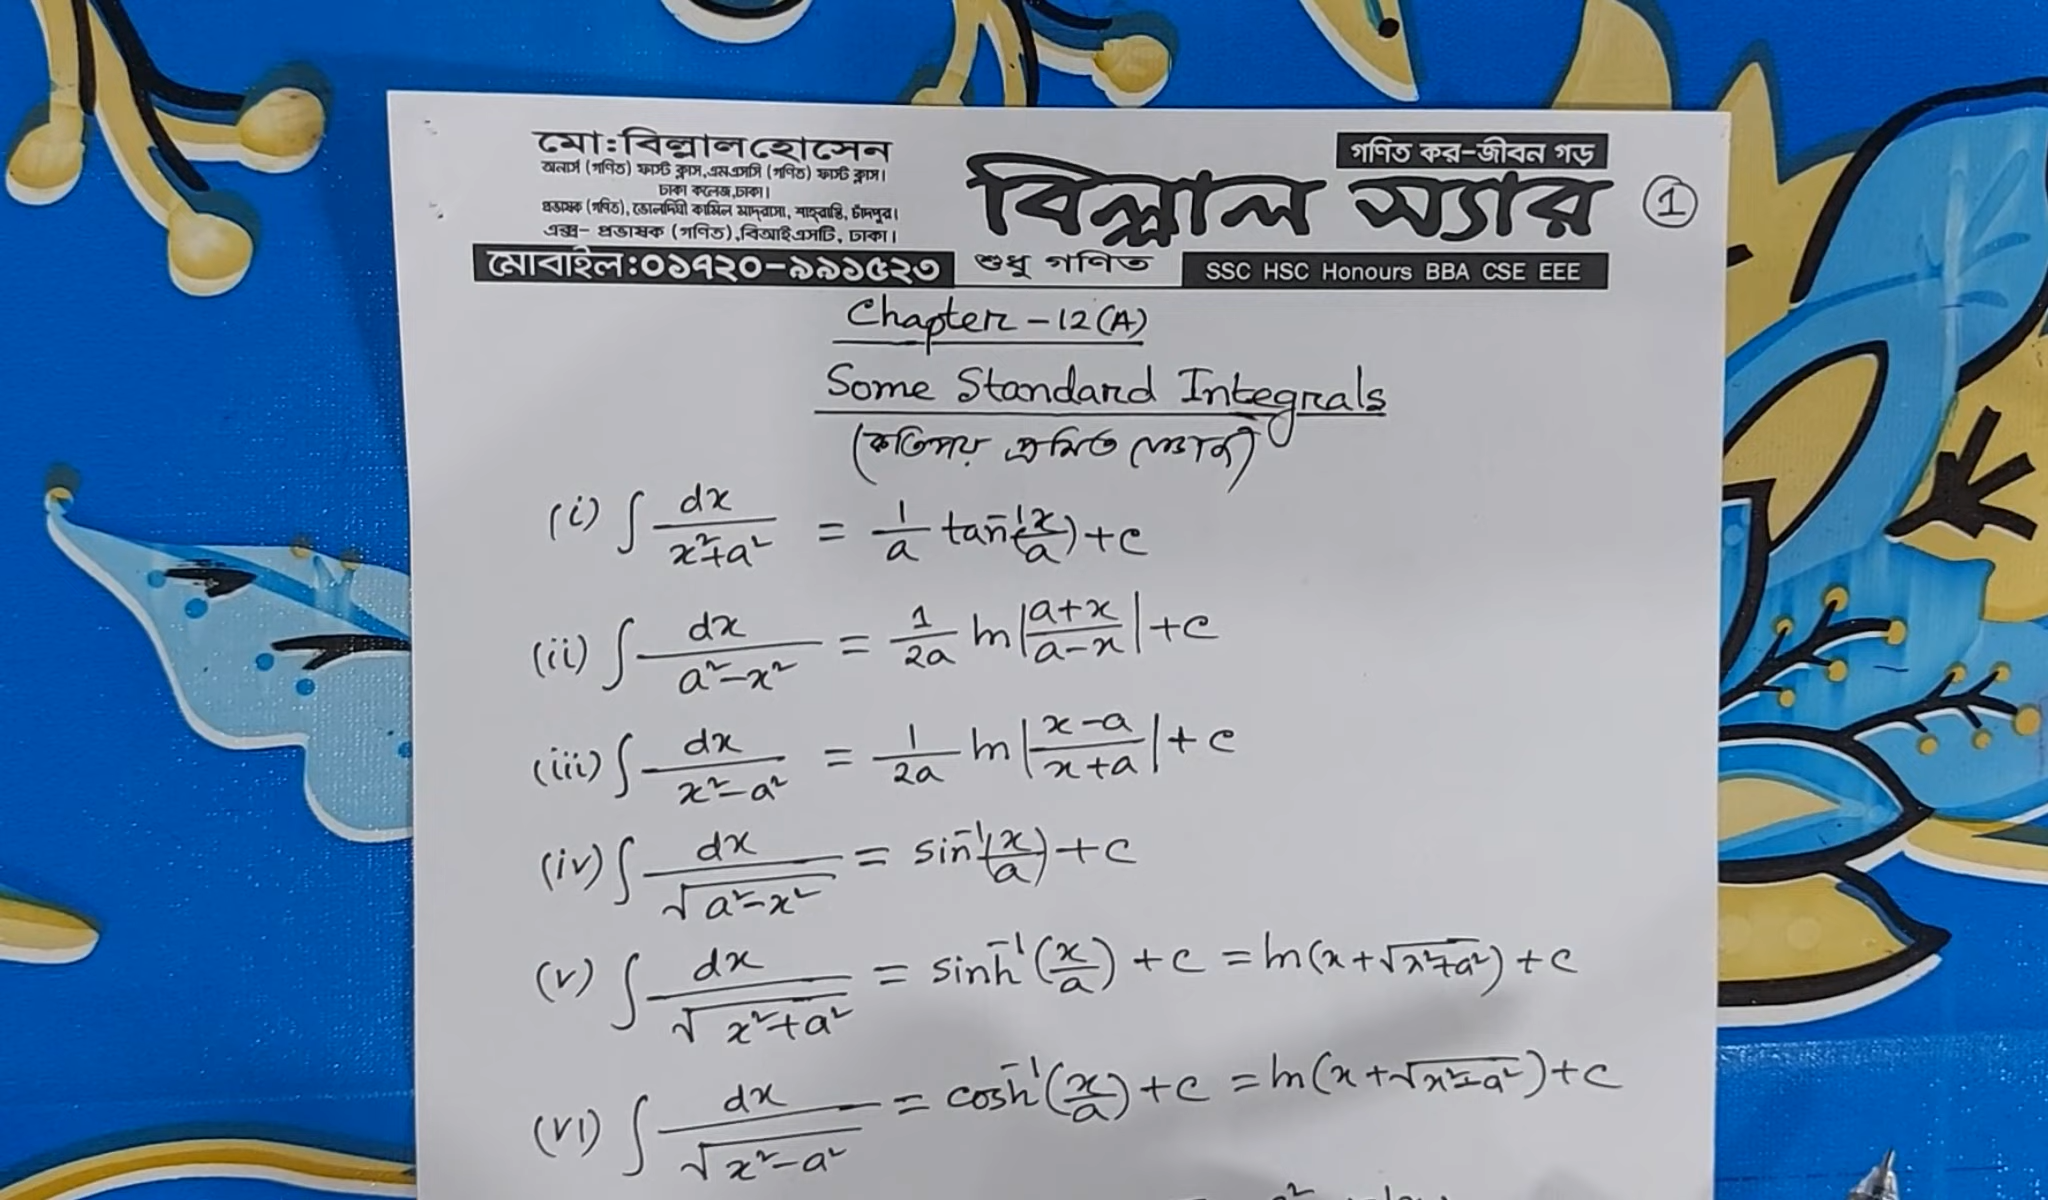 মো:বিল্লাল হোসেন
অনার্স (গণিত) ফার্স্ট ক্লাস,এমএসসি (গণিত) ফার্স্ট ক্লাস।
ঢাকা কলেজ,ঢাকা।
প্রভাষক (গণিত), ভোলদিঘী কামিল মাদ্রাসা, শাহ্‌রাস্তি, চাঁদপুর।
এক্স- প্রভাষক (গণিত),বিআইএসটি, ঢাকা।
মোবাইল:০১৭২০-৯৯১৫২৩
গণিত কর-জীবন গড়
বিল্লাল স্যার
1
শুধু গণিত
SSC HSC Honours BBA CSE EEE
Chapter - 12(A)
Some Standard Integrals
(কতিপয় প্রমিত যোগজ)
(i) ∫ dx/(x²+a²) = 1/a tan⁻¹(x/a) + c
(ii) ∫ dx/(a²-x²) = 1/2a ln|(a+x)/(a-x)| + c
(iii) ∫ dx/(x²-a²) = 1/2a ln|(x-a)/(x+a)| + c
(iv) ∫ dx/√(a²-x²) = sin⁻¹(x/a) + c
(v) ∫ dx/√(x²+a²) = sinh⁻¹(x/a) + c = ln(x+√(x²+a²)) + c
(vi) ∫ dx/√(x²-a²) = cosh⁻¹(x/a) + c = ln(x+√(x²-a²)) + c